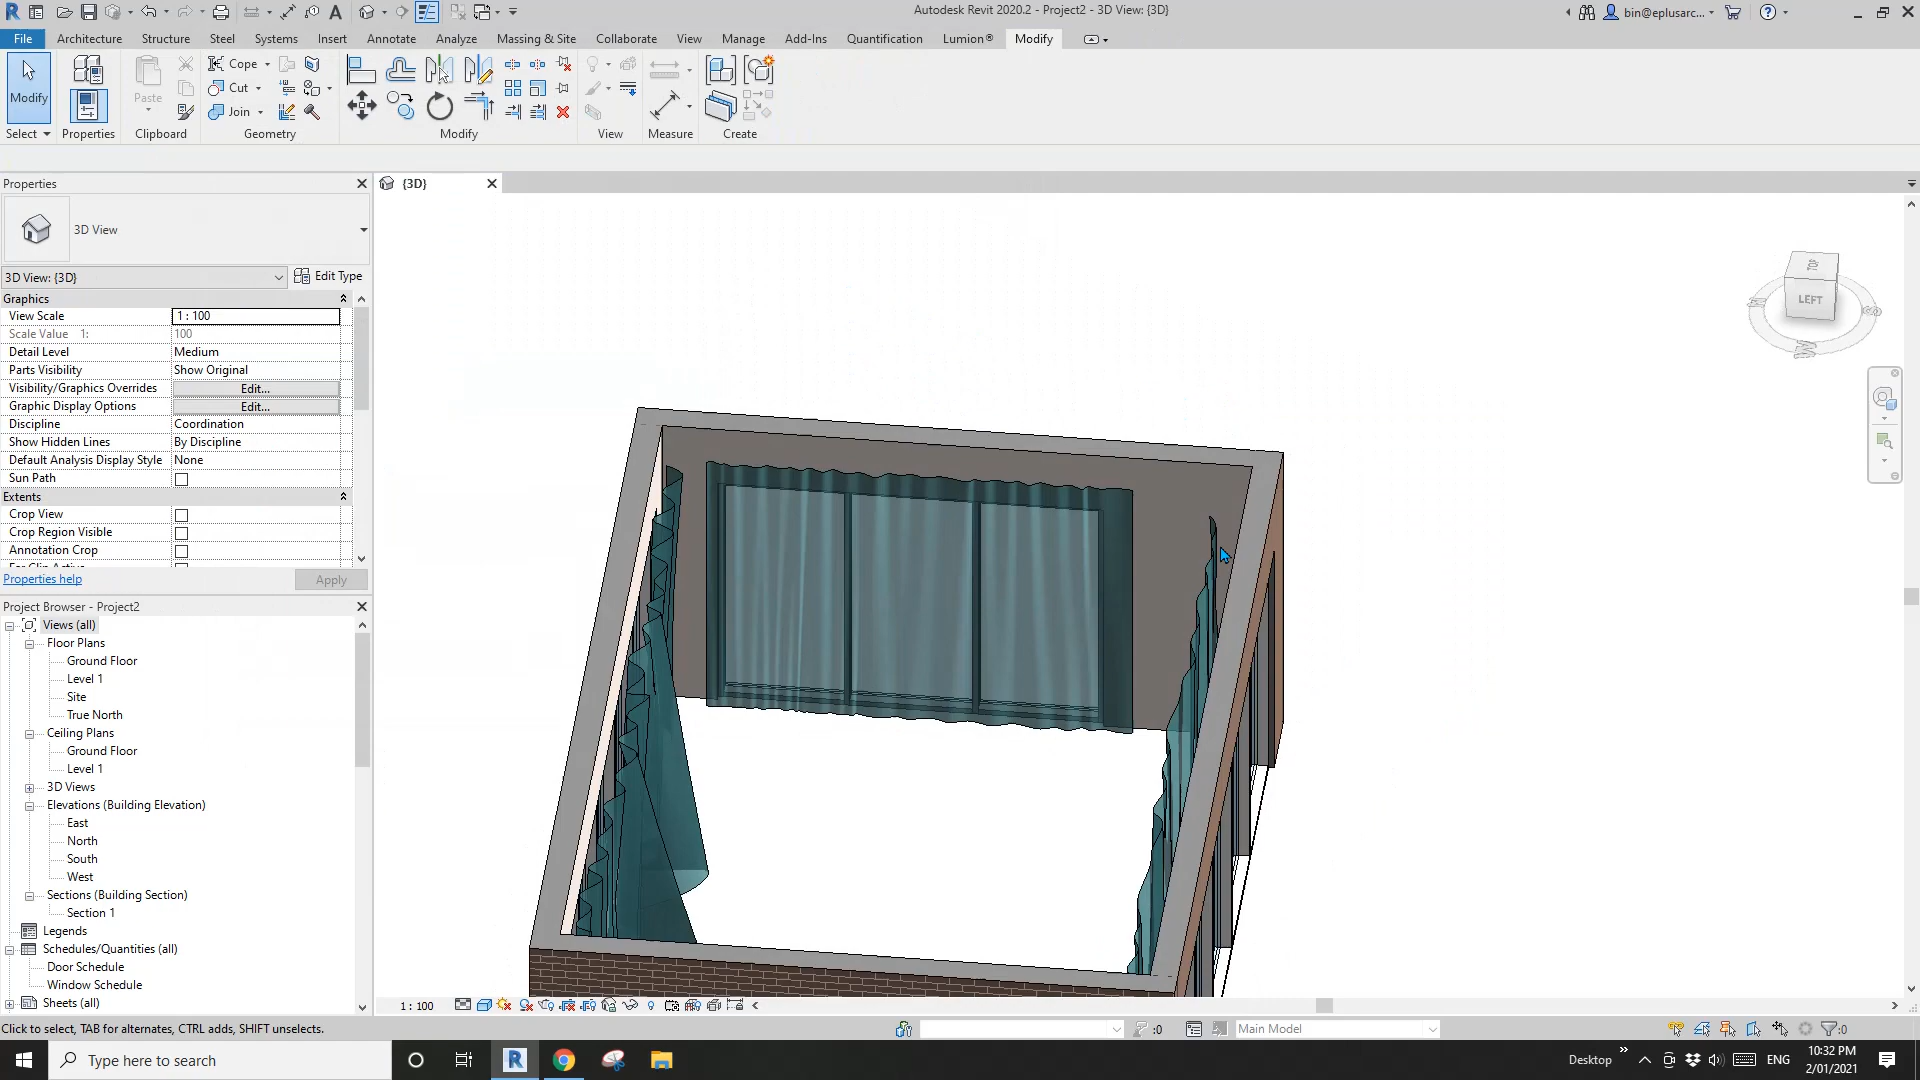 Autodesk Revit 2020.2 - Project2 - 3D View: {3D}
bin@eplusarc...
File Architecture Structure Steel Systems Insert Annotate Analyze Massing & Site Collaborate View Manage Add-Ins Quantification Lumion® Modify
Modify
Paste
Cope
Cut
Join
Select Properties Clipboard Geometry Modify View Measure Create
Properties
{3D}
3D View
3D View: {3D}
Edit Type
Graphics
View Scale 1 : 100
Scale Value 1: 100
Detail Level Medium
Parts Visibility Show Original
Visibility/Graphics Overrides Edit...
Graphic Display Options Edit...
Discipline Coordination
Show Hidden Lines By Discipline
Default Analysis Display Style None
Sun Path
Extents
Crop View
Crop Region Visible
Annotation Crop
Far Clip Active
Properties help
Apply
TOP
LEFT
W
Project Browser - Project2
Views (all)
Floor Plans
Ground Floor
Level 1
Site
True North
Ceiling Plans
Ground Floor
Level 1
3D Views
Elevations (Building Elevation)
East
North
South
West
Sections (Building Section)
Section 1
Legends
Schedules/Quantities (all)
Door Schedule
Window Schedule
Sheets (all)
1 : 100
Click to select, TAB for alternates, CTRL adds, SHIFT unselects.
:0
Main Model
:0
Type here to search
Desktop
ENG
10:32 PM
2/01/2021